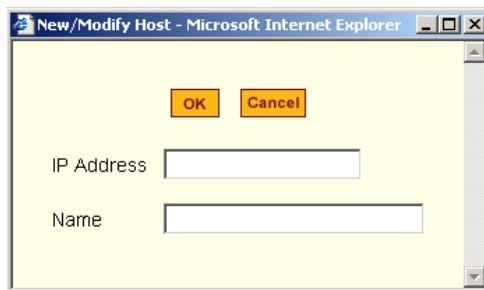 New/Modify Host - Microsoft Internet Explorer
OK Cancel
IP Address
Name